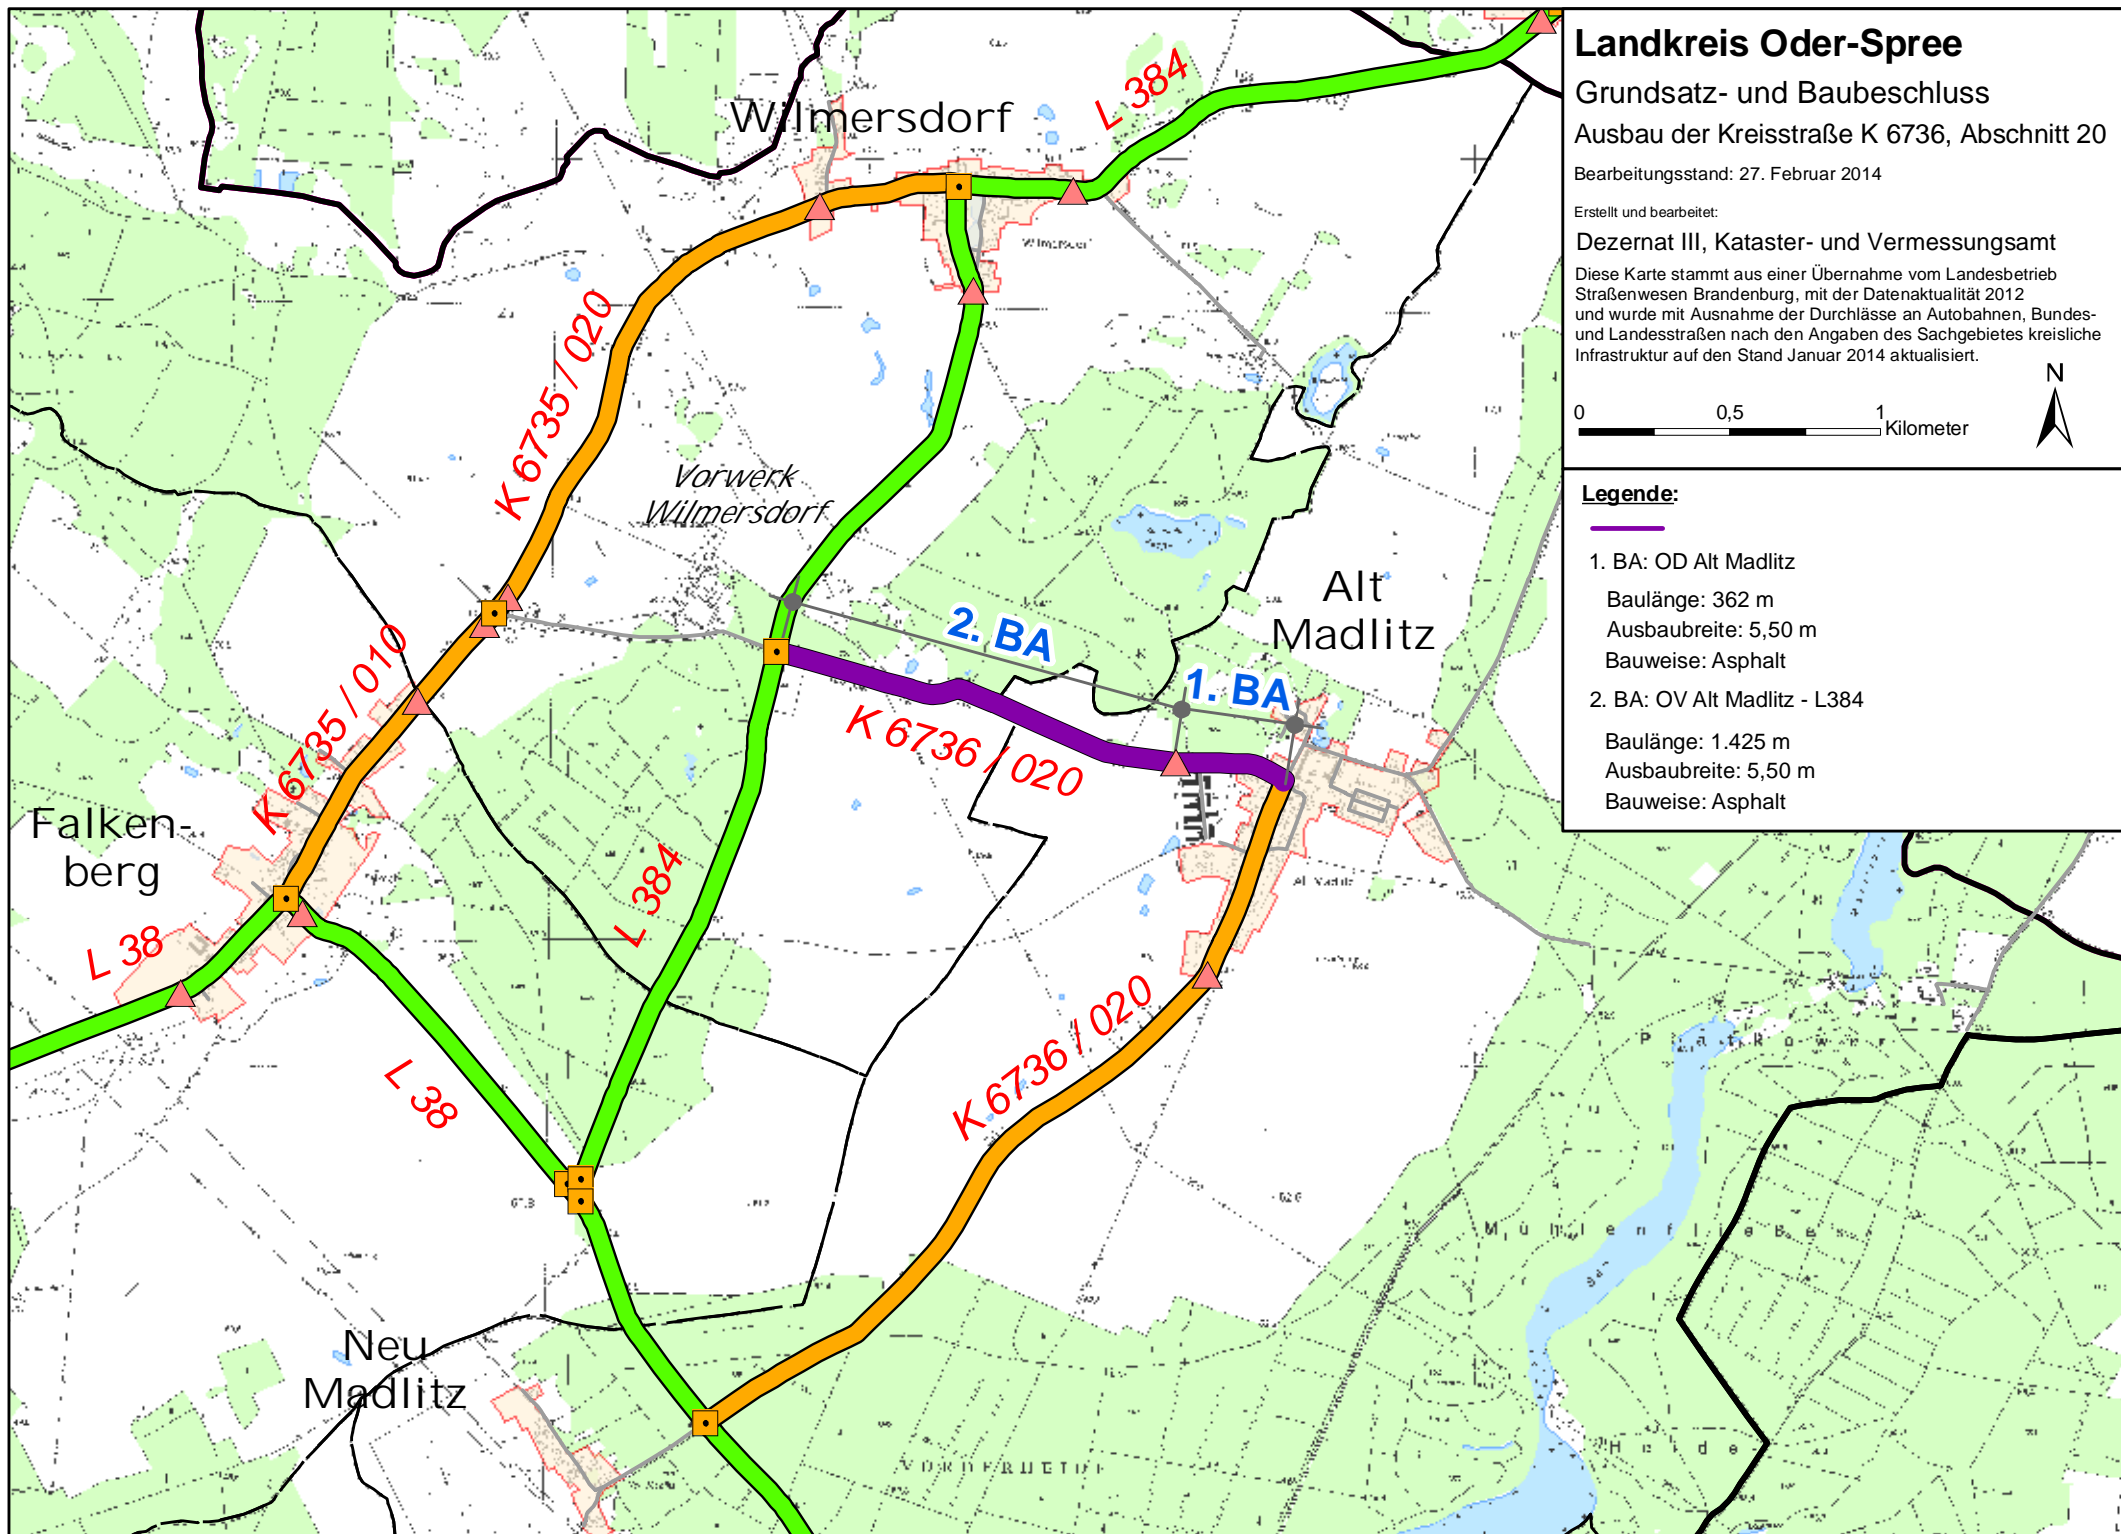 Landkreis Oder-Spree
Grundsatz- und Baubeschluss
Ausbau der Kreisstraße K 6736, Abschnitt 20
Bearbeitungsstand: 27. Februar 2014
Erstellt und bearbeitet:
Dezernat III, Kataster- und Vermessungsamt
Diese Karte stammt aus einer Übernahme vom Landesbetrieb
Straßenwesen Brandenburg, mit der Datenaktualität 2012
und wurde mit Ausnahme der Durchlässe an Autobahnen, Bundes-
und Landesstraßen nach den Angaben des Sachgebietes kreisliche
Infrastruktur auf den Stand Januar 2014 aktualisiert.
N
0 0,5 1
Kilometer
Legende:
1. BA: OD Alt Madlitz
Baulänge: 362 m
Ausbaubreite: 5,50 m
Bauweise: Asphalt
2. BA: OV Alt Madlitz - L384
Baulänge: 1.425 m
Ausbaubreite: 5,50 m
Bauweise: Asphalt
Wilmersdorf
L 384
K 6735 / 020
Vorwerk
Wilmersdorf
Alt
Madlitz
2. BA
1. BA
K 6736 / 020
K 6735 / 010
Falken-
berg
L 38
L 384
L 38
K 6736 / 020
Neu
Madlitz
Mühlenfließ
Heide